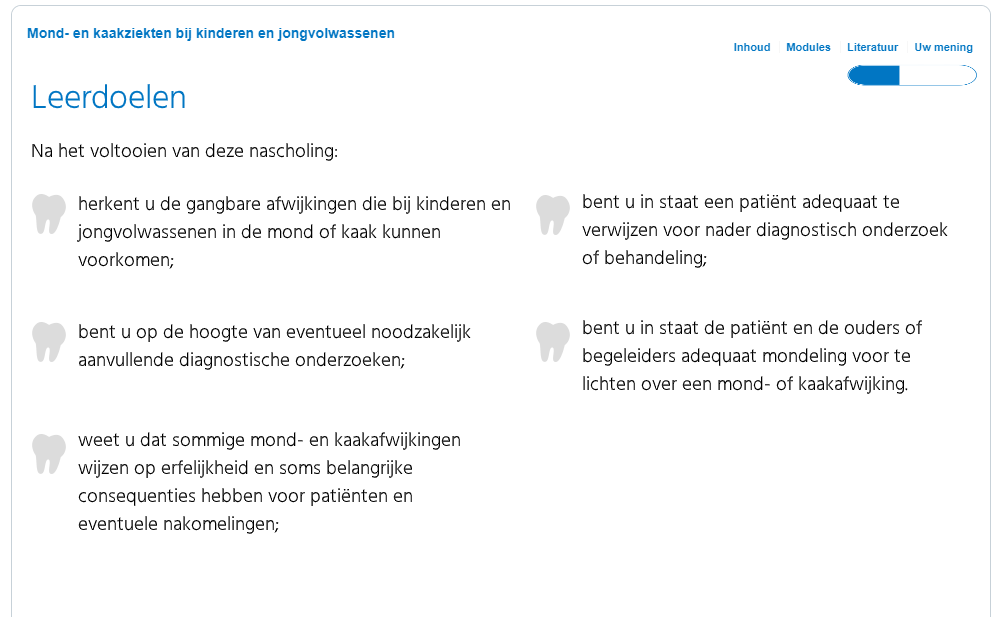 Mond- en kaakziekten bij kinderen en jongvolwassenen
Inhoud Modules Literatuur Uw mening
Leerdoelen
Na het voltooien van deze nascholing:
herkent u de gangbare afwijkingen die bij kinderen en
jongvolwassenen in de mond of kaak kunnen
voorkomen;
bent u op de hoogte van eventueel noodzakelijk
aanvullende diagnostische onderzoeken;
weet u dat sommige mond- en kaakafwijkingen
wijzen op erfelijkheid en soms belangrijke
consequenties hebben voor patiënten en
eventuele nakomelingen;
bent u in staat een patiënt adequaat te
verwijzen voor nader diagnostisch onderzoek
of behandeling;
bent u in staat de patiënt en de ouders of
begeleiders adequaat mondeling voor te
lichten over een mond- of kaakafwijking.